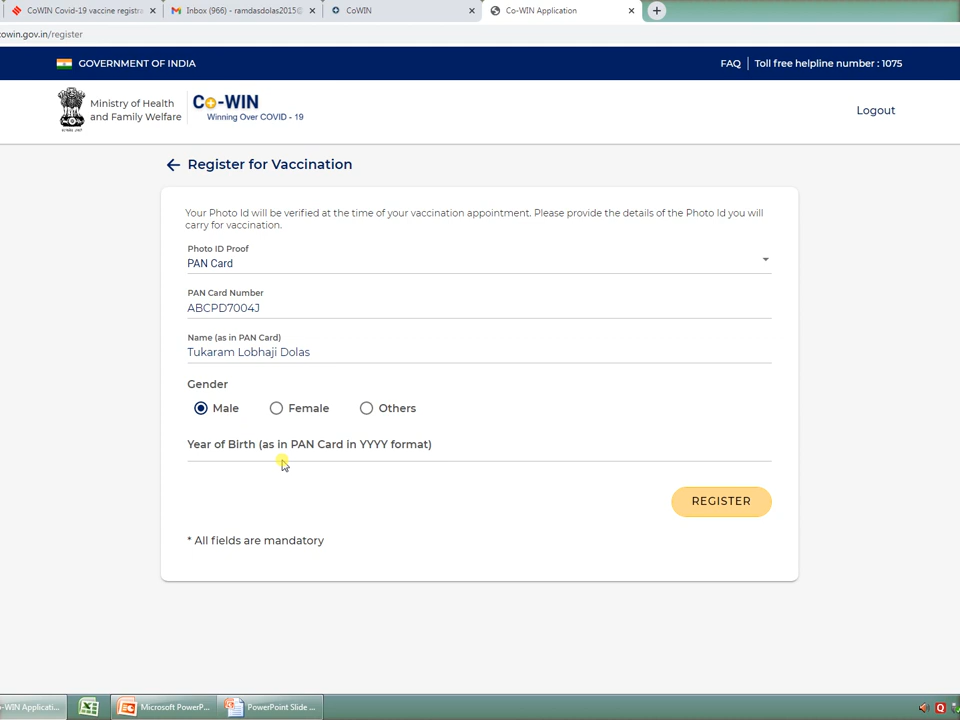 CoWIN Covid-19 vaccine registra
Inbox (966) - ramdasdolas2015@
CoWIN
Co-WIN Application
cowin.gov.in/register
GOVERNMENT OF INDIA
FAQ
Toll free helpline number : 1075
Ministry of Health
and Family Welfare
Co-WIN
Winning Over COVID - 19
Logout
Register for Vaccination
Your Photo Id will be verified at the time of your vaccination appointment. Please provide the details of the Photo Id you will
carry for vaccination.
Photo ID Proof
PAN Card
PAN Card Number
ABCPD7004J
Name (as in PAN Card)
Tukaram Lobhaji Dolas
Gender
Male
Female
Others
Year of Birth (as in PAN Card in YYYY format)
REGISTER
* All fields are mandatory
-WIN Applicati...
Microsoft PowerP...
PowerPoint Slide ...